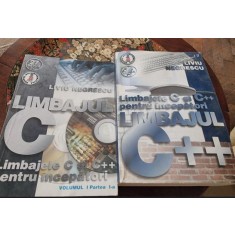 LIVIU NEGRESCU
LIMBAJUL
C
Limbajele C și C++
pentru începători
VOLUMUL I Partea I-a
LIVIU
NEGRESCU
Limbajele C și C++
pentru începători
LIMBAJUL
C++